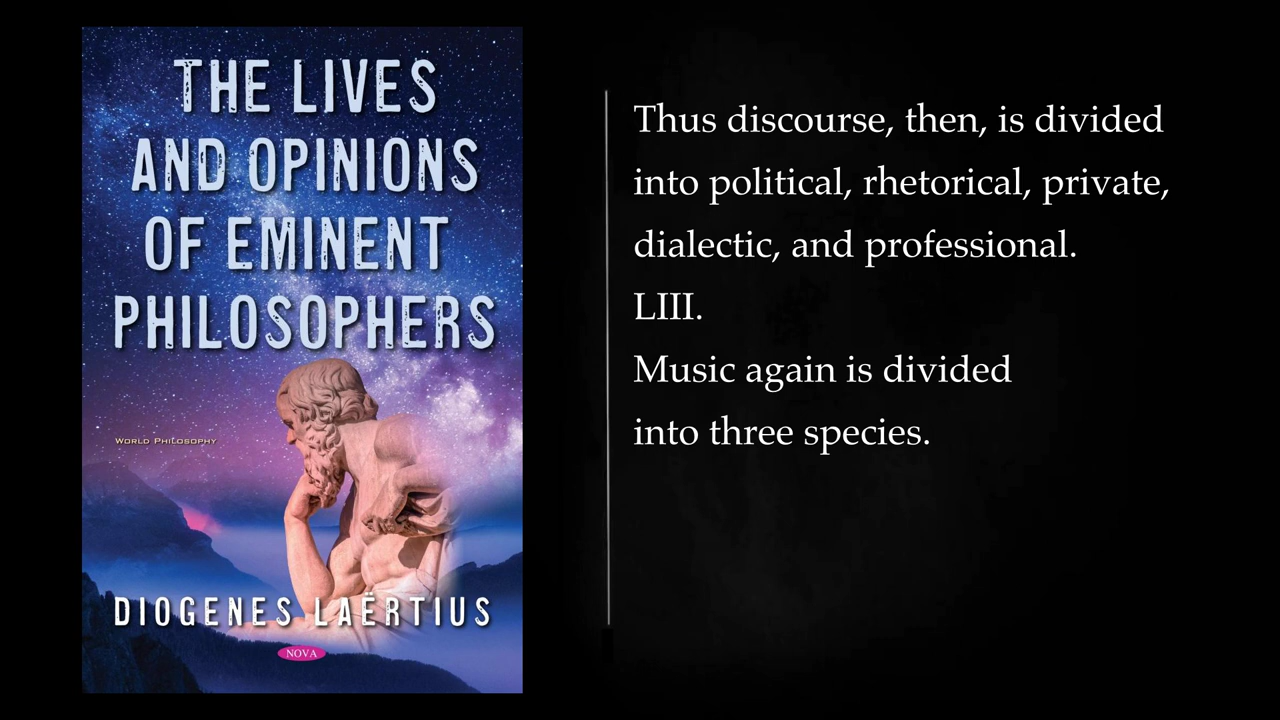 THE LIVES
AND OPINIONS
OF EMINENT
PHILOSOPHERS
WORLD PHILOSOPHY
DIOGENES LAËRTIUS
NOVA
Thus discourse, then, is divided
into political, rhetorical, private,
dialectic, and professional.
LIII.
Music again is divided
into three species.